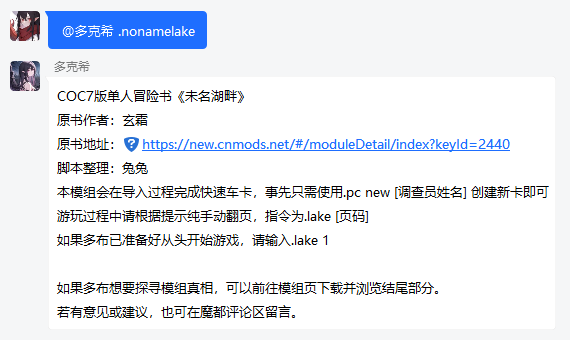 @多克希 .nonamelake
多克希
COC7版单人冒险书《未名湖畔》
原书作者：玄霜
原书地址： https://new.cnmods.net/#/moduleDetail/index?keyId=2440
脚本整理：兔兔
本模组会在导入过程完成快速车卡，事先只需使用.pc new [调查员姓名] 创建新卡即可
游玩过程中请根据提示纯手动翻页，指令为.lake [页码]
如果多布已准备好从头开始游戏，请输入.lake 1
如果多布想要探寻模组真相，可以前往模组页下载并浏览结尾部分。
若有意见或建议，也可在魔都评论区留言。